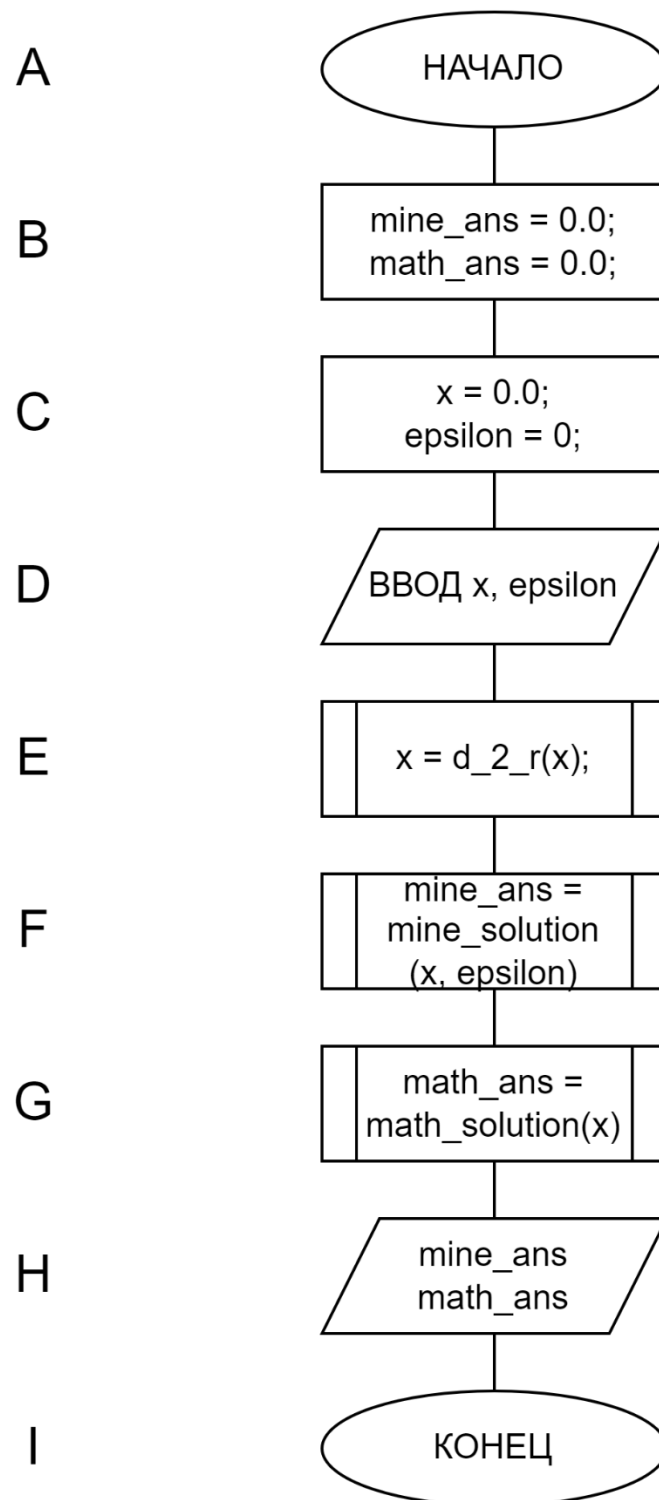 A
НАЧАЛО
B
mine_ans = 0.0;
math_ans = 0.0;
C
x = 0.0;
epsilon = 0;
D
ВВОД x, epsilon
E
x = d_2_r(x);
F
mine_ans =
mine_solution
(x, epsilon)
G
math_ans =
math_solution(x)
H
mine_ans
math_ans
I
КОНЕЦ